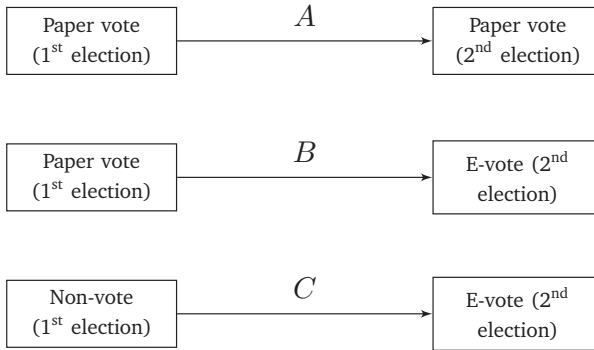 Paper vote
(1st election)
A
Paper vote
(2nd election)
Paper vote
(1st election)
B
E-vote (2nd
election)
Non-vote
(1st election)
C
E-vote (2nd
election)